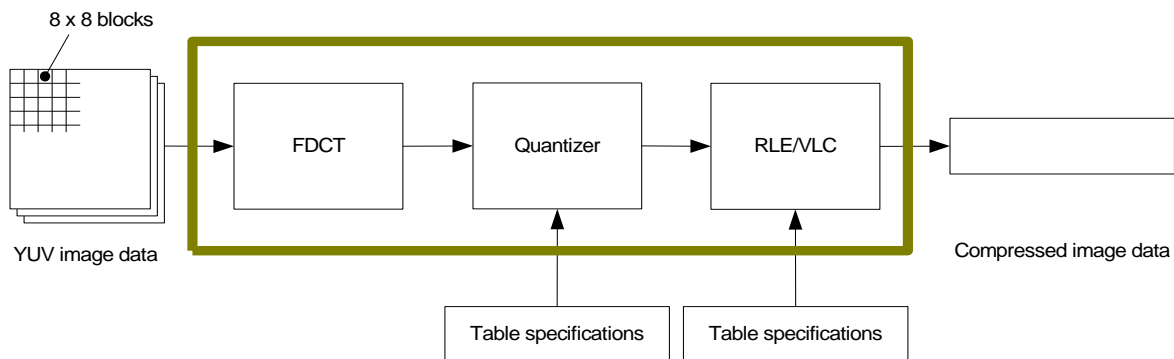 8 x 8 blocks
FDCT
Quantizer
RLE/VLC
YUV image data
Compressed image data
Table specifications
Table specifications